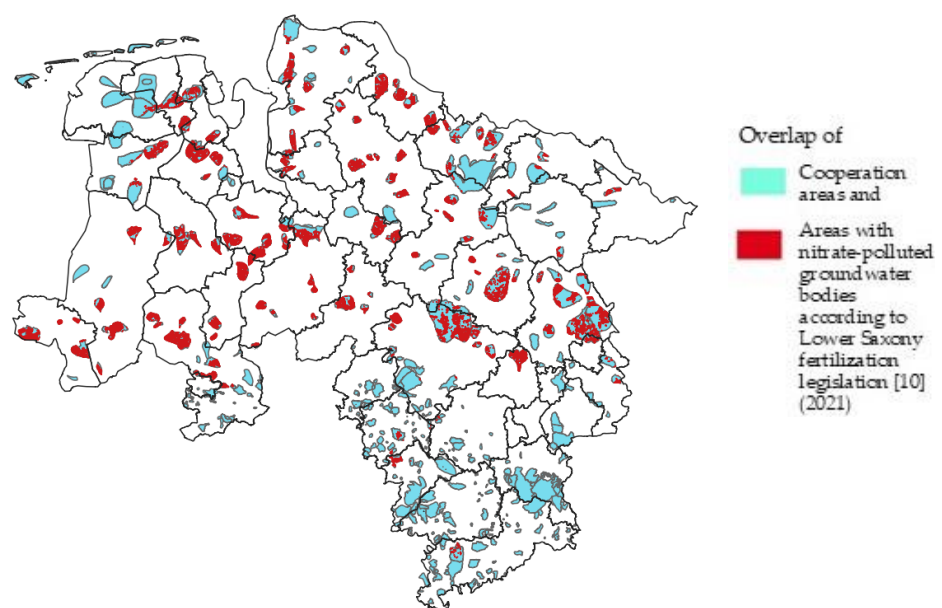 Overlap of
Cooperation
areas and
Areas with
nitrate-polluted
groundwater
bodies
according to
Lower Saxony
fertilization
legislation [10]
(2021)